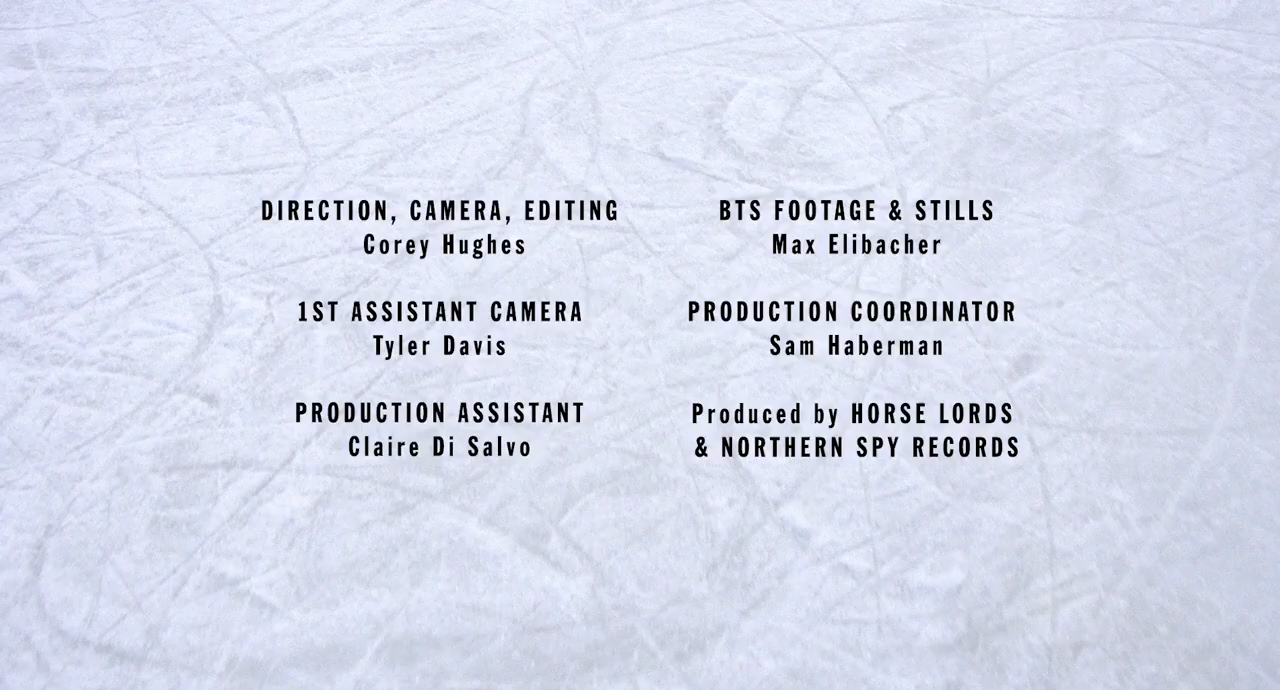 DIRECTION, CAMERA, EDITING
Corey Hughes
1ST ASSISTANT CAMERA
Tyler Davis
PRODUCTION ASSISTANT
Claire Di Salvo
BTS FOOTAGE & STILLS
Max Elibacher
PRODUCTION COORDINATOR
Sam Haberman
Produced by HORSE LORDS
& NORTHERN SPY RECORDS